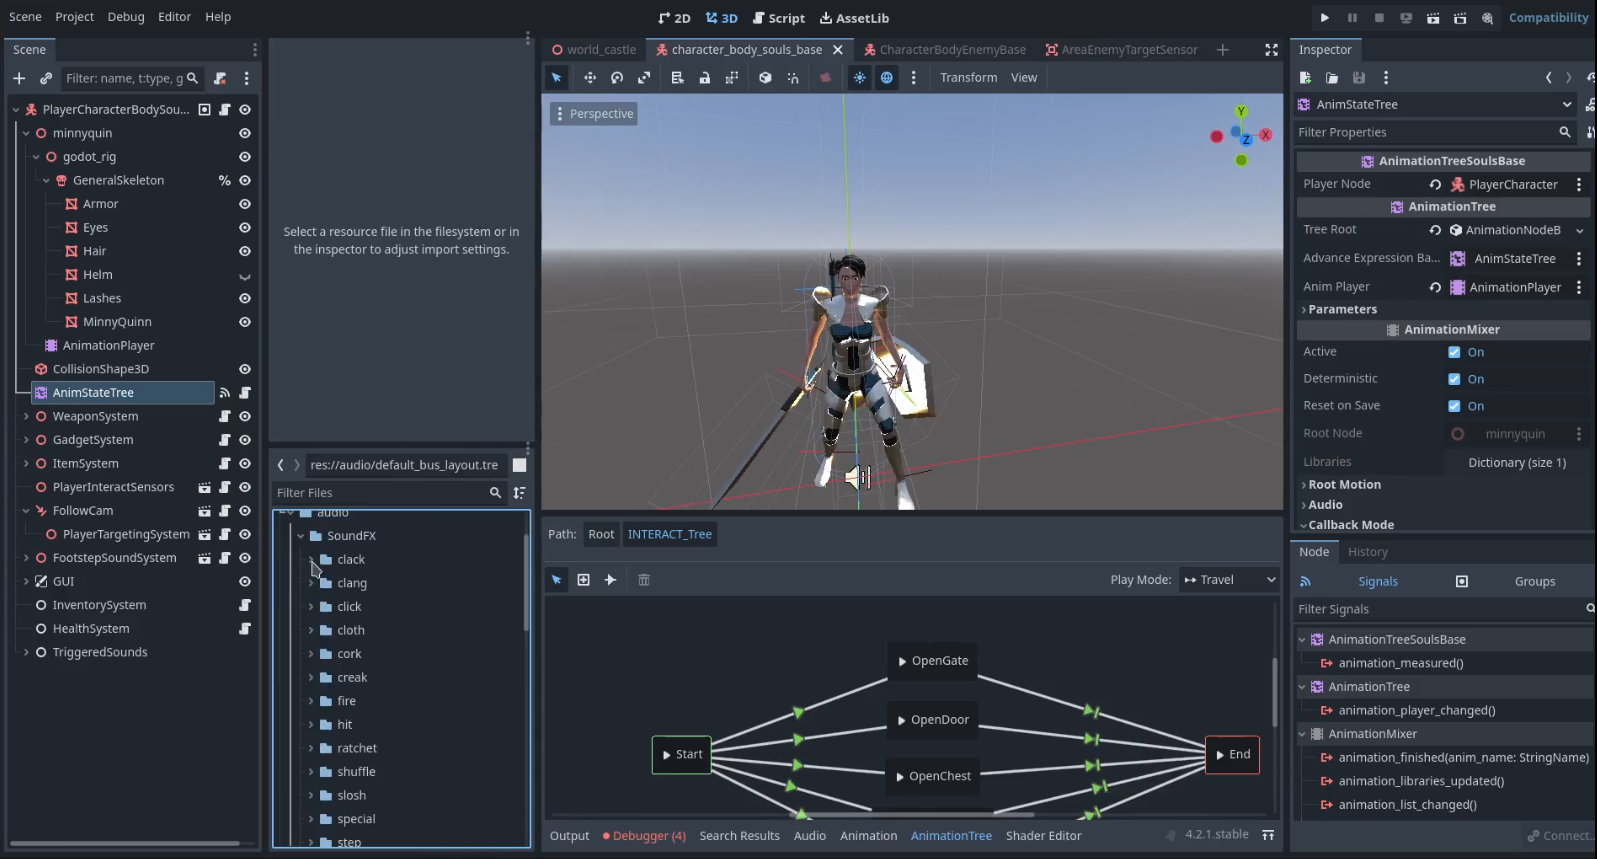 Scene Project Debug Editor Help
2D 3D Script AssetLib
Compatibility
Scene
Filter: name, t:type, g
PlayerCharacterBodySou...
minnyquin
godot_rig
GeneralSkeleton %
Armor
Eyes
Hair
Helm
Lashes
MinnyQuinn
AnimationPlayer
CollisionShape3D
AnimStateTree
WeaponSystem
GadgetSystem
ItemSystem
PlayerInteractSensors
FollowCam
PlayerTargetingSystem
FootstepSoundSystem
GUI
InventorySystem
HealthSystem
TriggeredSounds
Select a resource file in the filesystem or in
the inspector to adjust import settings.
res://audio/default_bus_layout.tre
Filter Files
audio
SoundFX
clack
clang
click
cloth
cork
creak
fire
hit
ratchet
shuffle
slosh
special
step
world_castle character_body_souls_base CharacterBodyEnemyBase AreaEnemyTargetSensor
Transform View
Perspective
Y
X
Z
Path: Root INTERACT_Tree
Play Mode: Travel
OpenGate
OpenDoor
Start
End
OpenChest
Output Debugger (4) Search Results Audio Animation AnimationTree Shader Editor 4.2.1.stable
Inspector
AnimStateTree
Filter Properties
AnimationTreeSoulsBase
Player Node PlayerCharacter
AnimationTree
Tree Root AnimationNodeB
Advance Expression Ba... AnimStateTree
Anim Player AnimationPlayer
Parameters
AnimationMixer
Active On
Deterministic On
Reset on Save On
Root Node minnyquin
Libraries Dictionary (size 1)
Root Motion
Audio
Callback Mode
Node History
Signals Groups
Filter Signals
AnimationTreeSoulsBase
animation_measured()
AnimationTree
animation_player_changed()
AnimationMixer
animation_finished(anim_name: StringName)
animation_libraries_updated()
animation_list_changed()
Connect...